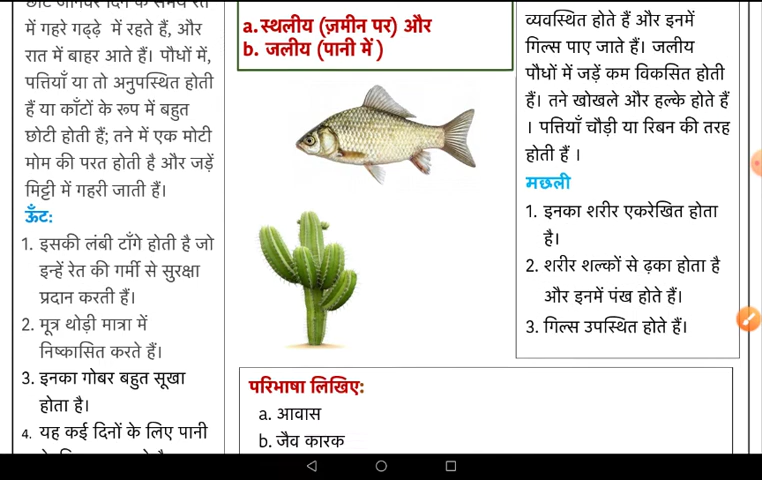 में गहरे गढ्ढे में रहते हैं, और
रात में बाहर आते हैं। पौधों में,
पत्तियाँ या तो अनुपस्थित होती
हैं या काँटों के रूप में बहुत
छोटी होती हैं; तने में एक मोटी
मोम की परत होती है और जड़ें
मिट्टी में गहरी जाती हैं।
ऊँट:
1. इसकी लंबी टाँगे होती है जो
इन्हें रेत की गर्मी से सुरक्षा
प्रदान करती हैं।
2. मूत्र थोड़ी मात्रा में
निष्कासित करते हैं।
3. इनका गोबर बहुत सूखा
होता है।
4. यह कई दिनों के लिए पानी
a. स्थलीय (ज़मीन पर) और
b. जलीय (पानी में )
परिभाषा लिखिए:
a. आवास
b. जैव कारक
व्यवस्थित होते हैं और इनमें
गिल्स पाए जाते हैं। जलीय
पौधों में जड़ें कम विकसित होती
हैं। तने खोखले और हल्के होते हैं
। पत्तियाँ चौड़ी या रिबन की तरह
होती हैं ।
मछली
1. इनका शरीर एकरेखित होता
है।
2. शरीर शल्कों से ढ़का होता है
और इनमें पंख होते हैं।
3. गिल्स उपस्थित होते हैं।